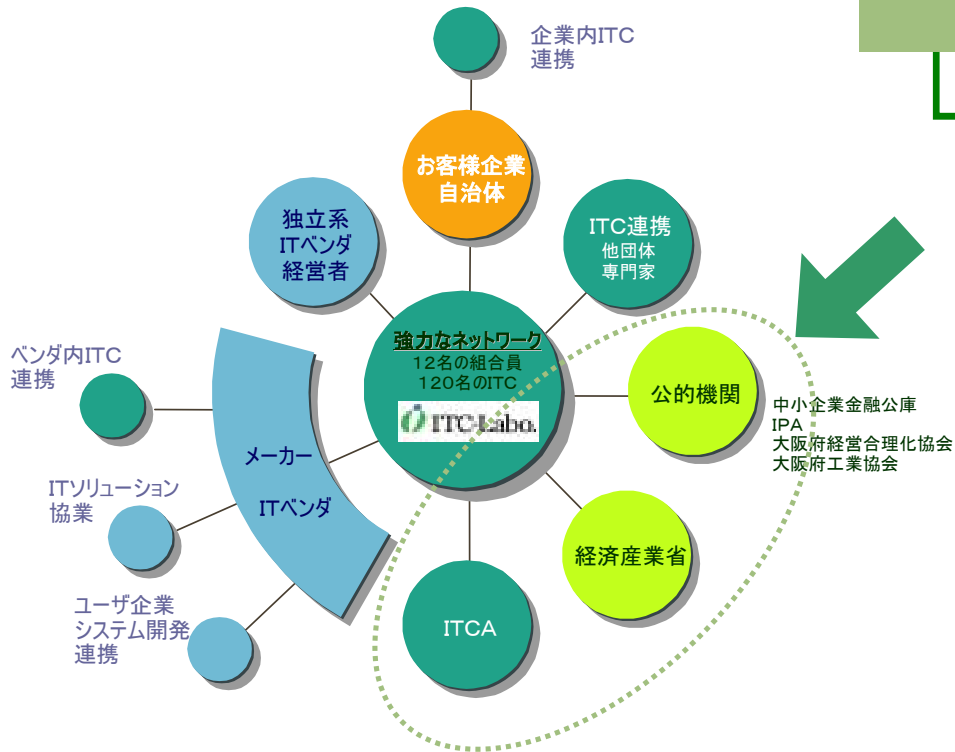 企業内ITC
連携
お客様企業
自治体
独立系
ITベンダ
経営者
ITC連携
他団体
専門家
強力なネットワーク
12名の組合員
120名のITC
ITC-Labo.
ベンダ内ITC
連携
公的機関
中小企業金融公庫
IPA
大阪府経営合理化協会
大阪府工業協会
メーカー
ITベンダ
ITソリューション
協業
経済産業省
ユーザ企業
システム開発
連携
ITCA